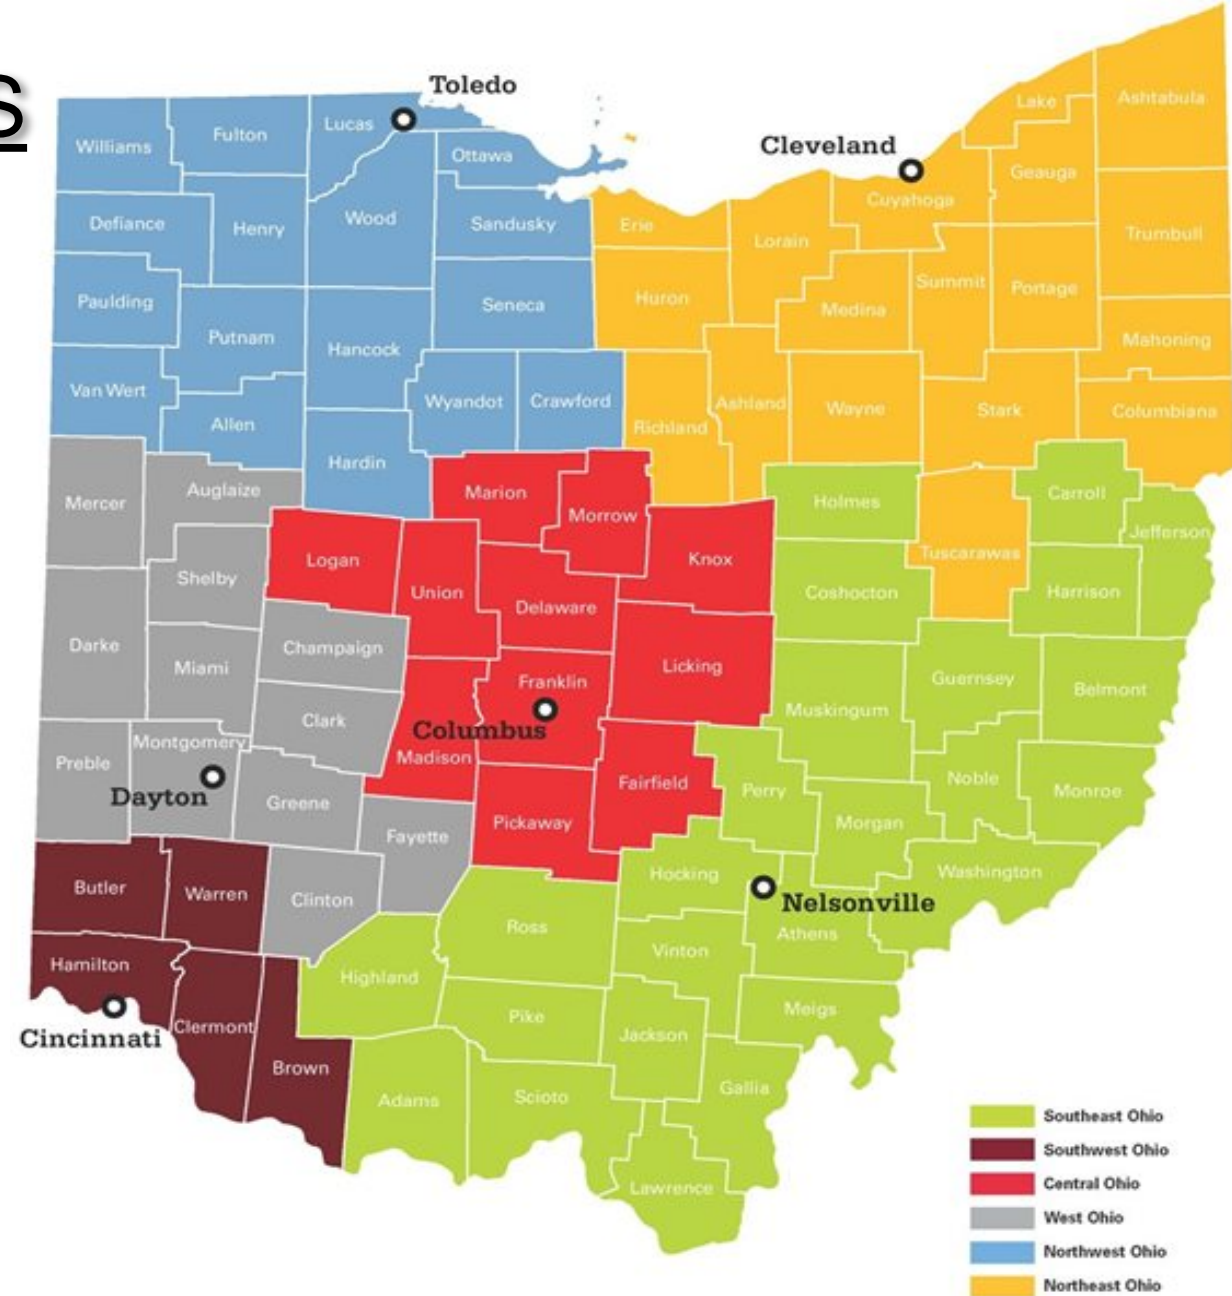 s
Toledo
Cleveland
Lake
Ashtabula
Williams
Fulton
Lucas
Ottawa
Geauga
Cuyahoga
Defiance
Henry
Wood
Sandusky
Erie
Lorain
Trumbull
Paulding
Putnam
Hancock
Seneca
Huron
Medina
Summit
Portage
Mahoning
Van Wert
Allen
Wyandot
Crawford
Richland
Ashland
Wayne
Stark
Columbiana
Mercer
Auglaize
Hardin
Marion
Morrow
Holmes
Carroll
Jefferson
Logan
Shelby
Union
Knox
Tuscarawas
Coshocton
Harrison
Delaware
Darke
Miami
Champaign
Licking
Guernsey
Belmont
Franklin
Clark
Columbus
Muskingum
Preble
Montgomery
Madison
Dayton
Greene
Fairfield
Perry
Noble
Monroe
Fayette
Pickaway
Morgan
Butler
Warren
Clinton
Hocking
Washington
Nelsonville
Ross
Athens
Hamilton
Highland
Vinton
Cincinnati
Clermont
Pike
Jackson
Meigs
Brown
Adams
Scioto
Gallia
Lawrence
Southeast Ohio
Southwest Ohio
Central Ohio
West Ohio
Northwest Ohio
Northeast Ohio